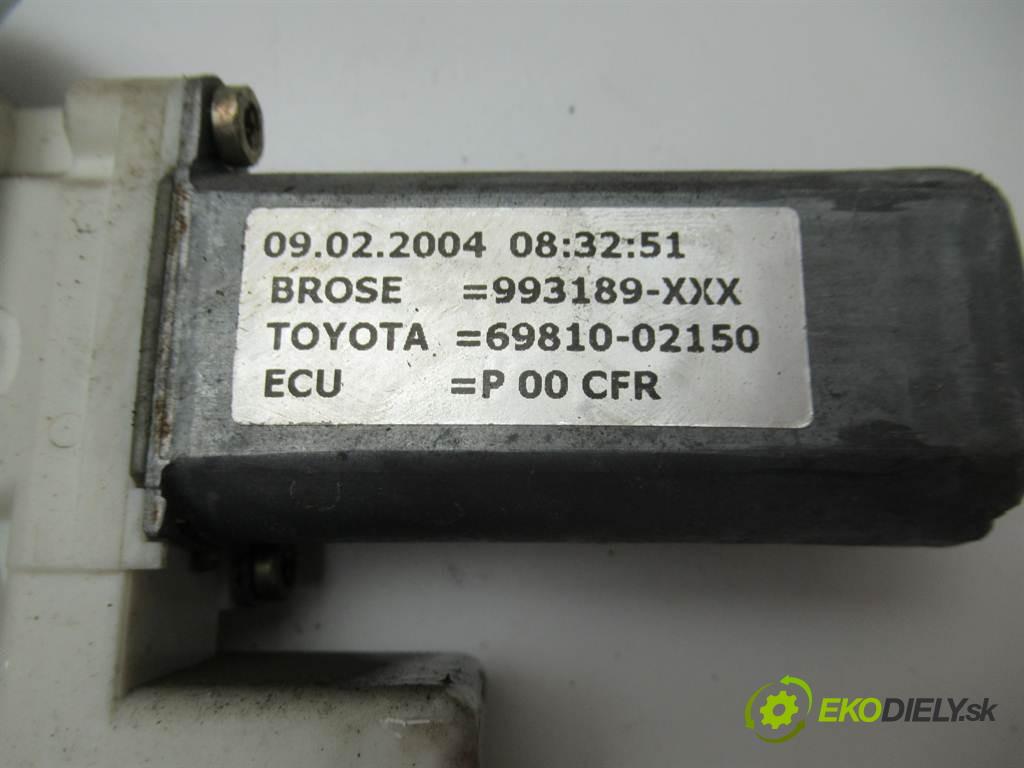 09.02.2004 08:32:51
BROSE =993189-XXX
TOYOTA =69810-02150
ECU =P 00 CFR
EKODIELY.sk